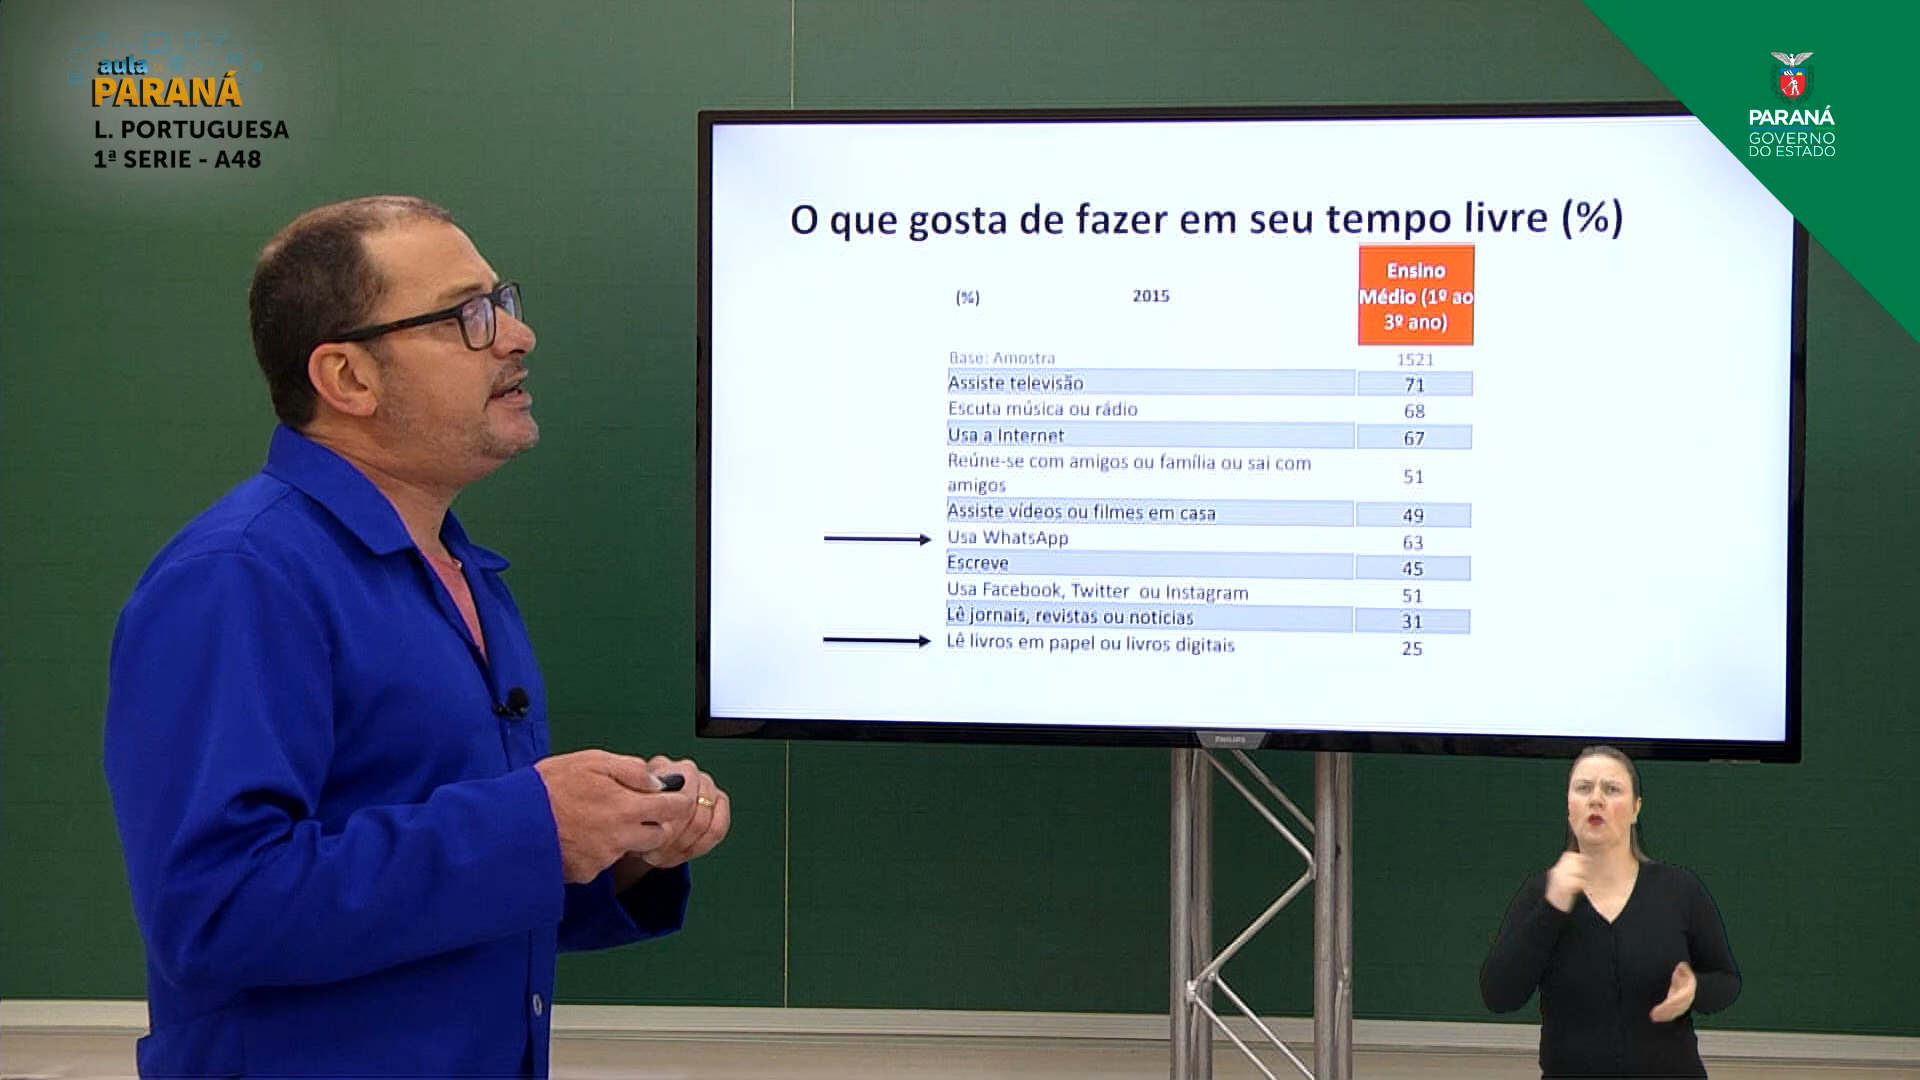 aula
PARANÁ
L. PORTUGUESA
1ª SERIE - A48
PARANÁ
GOVERNO
DO ESTADO
O que gosta de fazer em seu tempo livre (%)
(%) 2015 Ensino
Médio (1º ao
3º ano)
Base: Amostra 1521
Assiste televisão 71
Escuta música ou rádio 68
Usa a Internet 67
Reúne-se com amigos ou família ou sai com
amigos 51
Assiste vídeos ou filmes em casa 49
Usa WhatsApp 63
Escreve 45
Usa Facebook, Twitter ou Instagram 51
Lê jornais, revistas ou noticias 31
Lê livros em papel ou livros digitais 25
PHILIPS